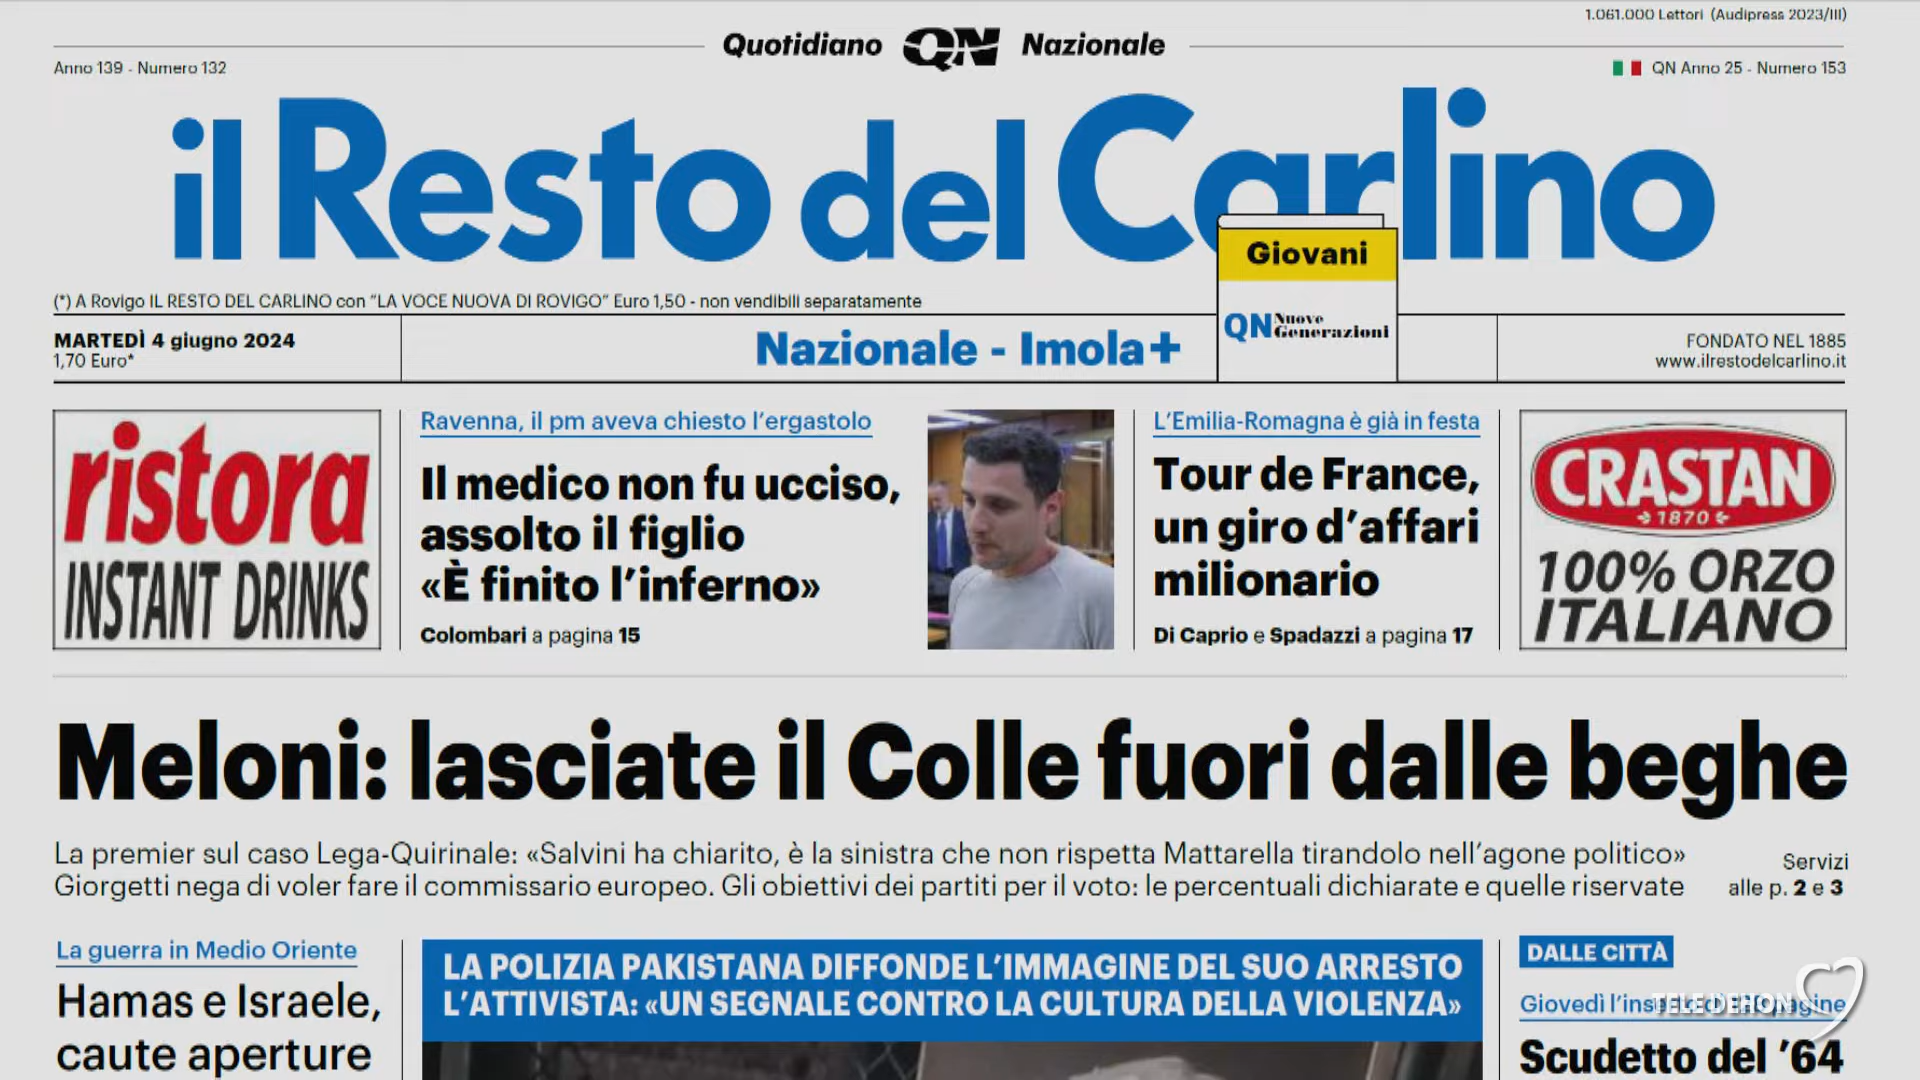 1.061.000 Lettori (Audipress 2023/III)
Quotidiano QN Nazionale
Anno 139 - Numero 132
QN Anno 25 - Numero 153
il Resto del Carlino
Giovani
QN Nuove Generazioni
(*) A Rovigo IL RESTO DEL CARLINO con "LA VOCE NUOVA DI ROVIGO" Euro 1,50 - non vendibili separatamente
MARTEDÌ 4 giugno 2024
1,70 Euro*
Nazionale - Imola+
FONDATO NEL 1885
www.ilrestodelcarlino.it
ristora
INSTANT DRINKS
Ravenna, il pm aveva chiesto l'ergastolo
Il medico non fu ucciso,
assolto il figlio
«È finito l'inferno»
Colombari a pagina 15
L'Emilia-Romagna è già in festa
Tour de France,
un giro d'affari
milionario
Di Caprio e Spadazzi a pagina 17
CRASTAN
1870
100% ORZO
ITALIANO
Meloni: lasciate il Colle fuori dalle beghe
La premier sul caso Lega-Quirinale: «Salvini ha chiarito, è la sinistra che non rispetta Mattarella tirandolo nell'agone politico»
Giorgetti nega di voler fare il commissario europeo. Gli obiettivi dei partiti per il voto: le percentuali dichiarate e quelle riservate
Servizi
alle p. 2 e 3
La guerra in Medio Oriente
Hamas e Israele,
caute aperture
LA POLIZIA PAKISTANA DIFFONDE L'IMMAGINE DEL SUO ARRESTO
L'ATTIVISTA: «UN SEGNALE CONTRO LA CULTURA DELLA VIOLENZA»
DALLE CITTÀ
Giovedì
TELE DEHON
Scudetto del '64